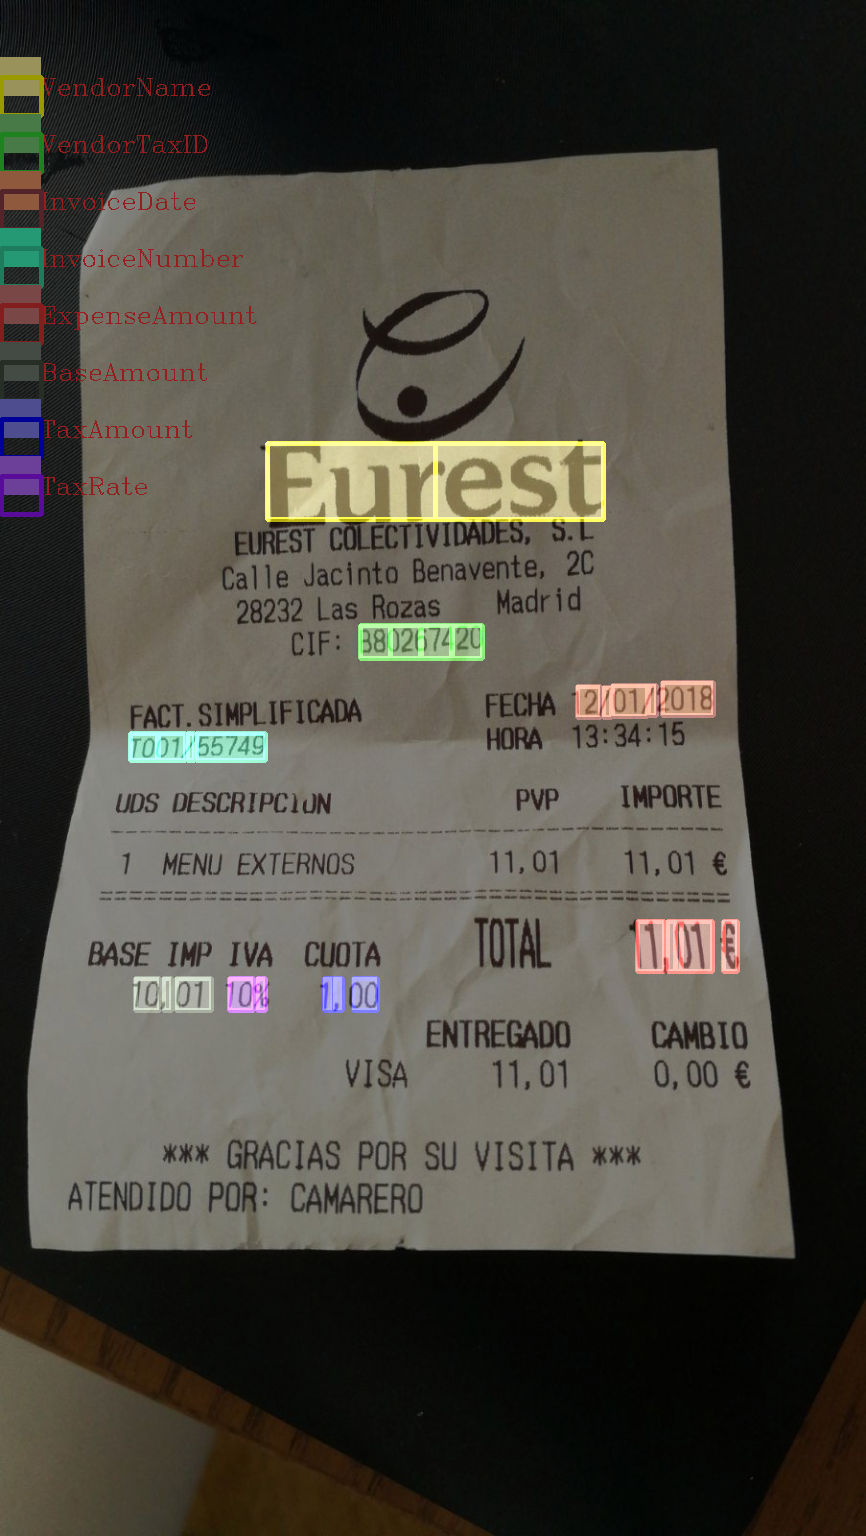 VendorName
VendorTaxID
InvoiceDate
InvoiceNumber
ExpenseAmount
BaseAmount
TaxAmount
TaxRate
Eurest
EUREST COLECTIVIDADES, S.L
Calle Jacinto Benavente, 2C
28232 Las Rozas Madrid
CIF: B80267420
FACT.SIMPLIFICADA FECHA 12/01/2018
T001/55749 HORA 13:34:15
UDS DESCRIPCION PVP IMPORTE
1 MENU EXTERNOS 11,01 11,01 €
TOTAL 11,01 €
BASE IMP IVA CUOTA
10,01 10% 1,00
ENTREGADO CAMBIO
VISA 11,01 0,00 €
*** GRACIAS POR SU VISITA ***
ATENDIDO POR: CAMARERO